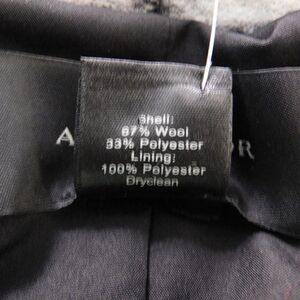 Shell:
67% Wool
33% Polyester
Lining:
100% Polyester
Dryclean